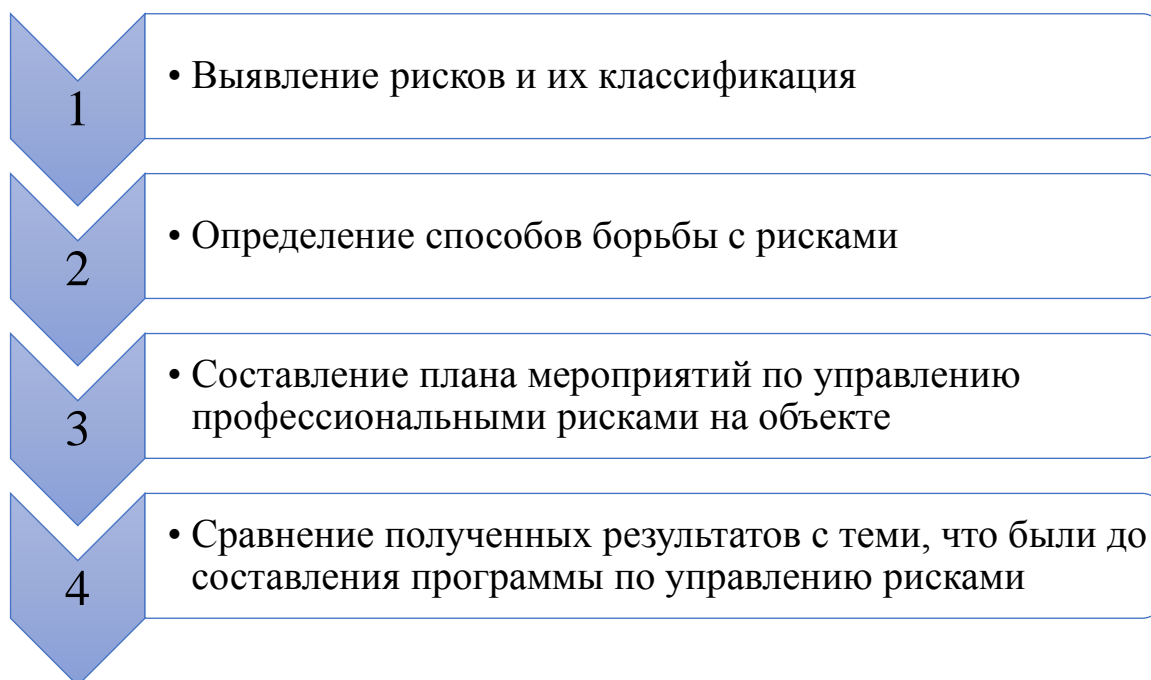 1
• Выявление рисков и их классификация
2
• Определение способов борьбы с рисками
3
• Составление плана мероприятий по управлению
профессиональными рисками на объекте
4
• Сравнение полученных результатов с теми, что были до
составления программы по управлению рисками